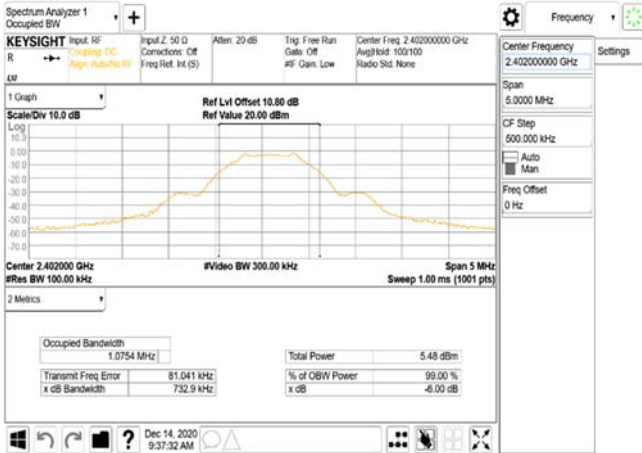 Spectrum Analyzer 1
Occupied BW
+
Frequency
KEYSIGHT
R
LM
Input: RF
Coupling: DC
Align: Auto/No RF
Input Z: 50 Ω
Corrections: Off
Freq Ref: Int (S)
Atten: 20 dB
Trig: Free Run
Gate: Off
#IF Gain: Low
Center Freq: 2.402000000 GHz
Avg|Hold: 100/100
Radio Std: None
Center Frequency
2.402000000 GHz
Settings
Span
5.0000 MHz
CF Step
500.000 kHz
Auto
Man
Freq Offset
0 Hz
1 Graph
Scale/Div 10.0 dB
Ref Lvl Offset 10.80 dB
Ref Value 20.00 dBm
Log
10.0
0.00
-10.0
-20.0
-30.0
-40.0
-50.0
-60.0
-70.0
Center 2.402000 GHz
#Res BW 100.00 kHz
#Video BW 300.00 kHz
Span 5 MHz
Sweep 1.00 ms (1001 pts)
2 Metrics
Occupied Bandwidth
1.0754 MHz
Transmit Freq Error 81.041 kHz
x dB Bandwidth 732.9 kHz
Total Power 5.48 dBm
% of OBW Power 99.00 %
x dB -6.00 dB
?
Dec 14, 2020
9:37:32 AM